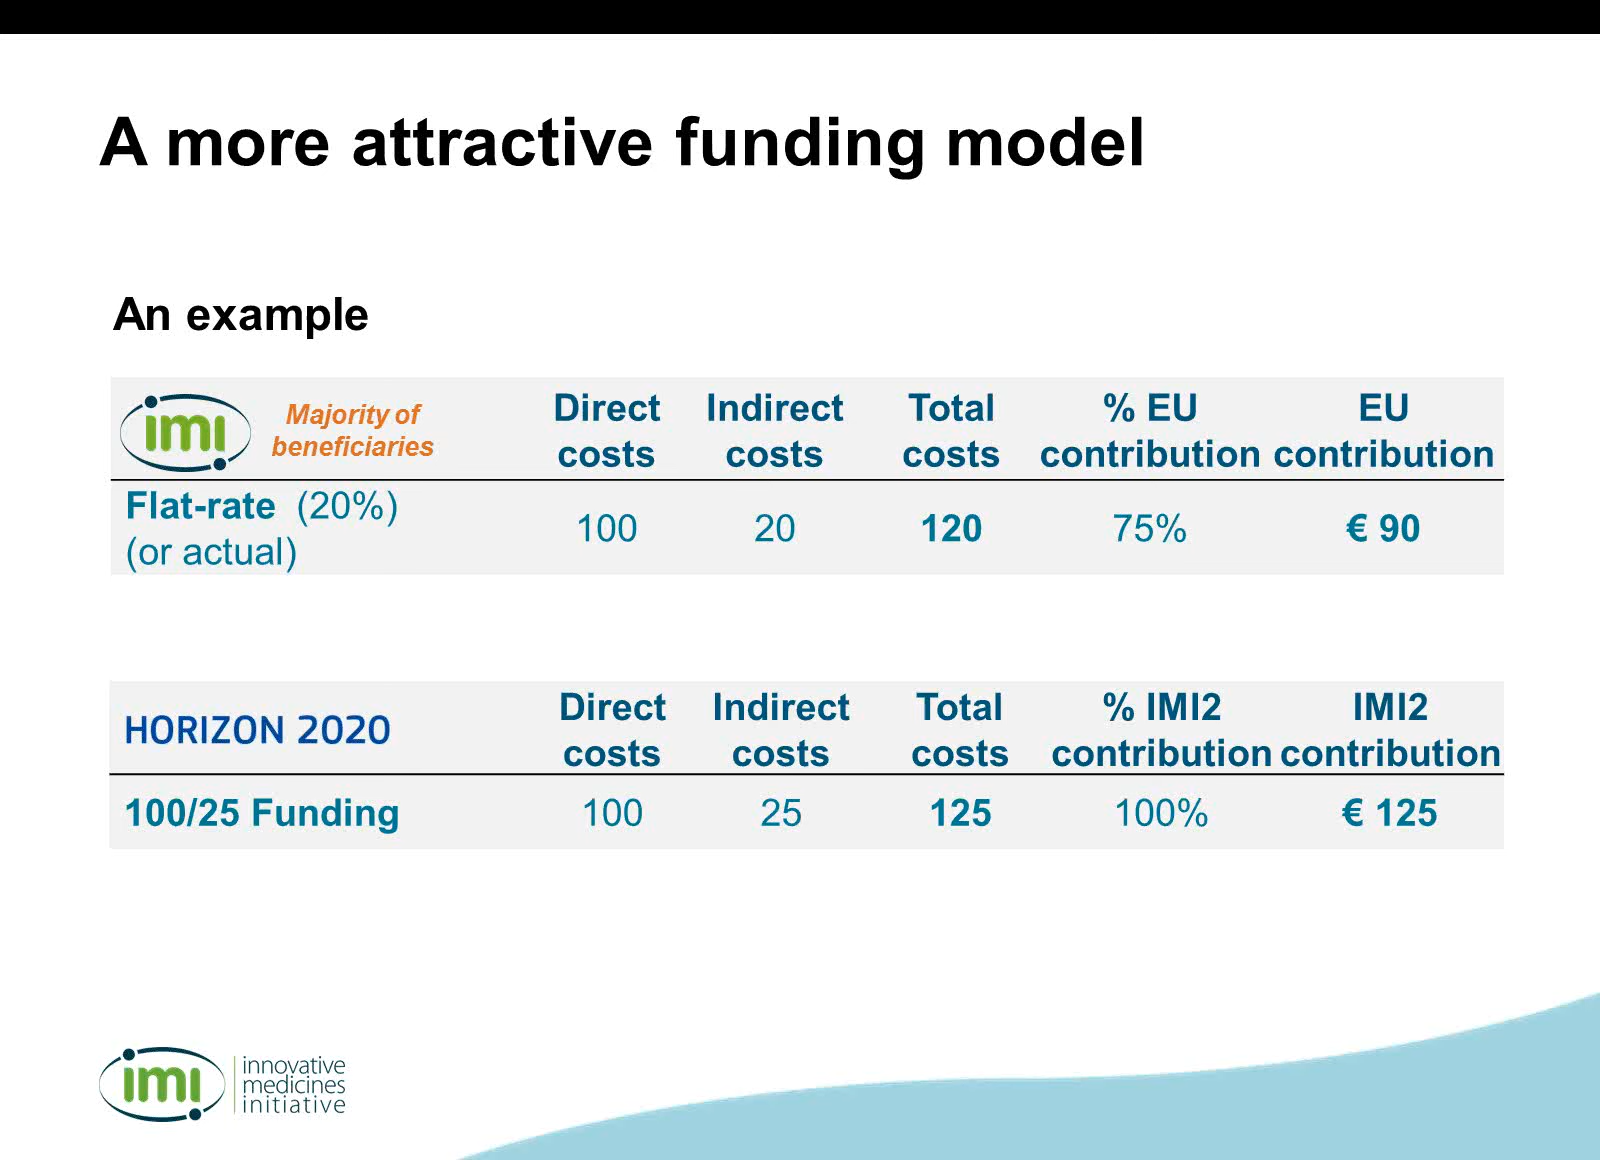 A more attractive funding model
An example
imi
Majority of
beneficiaries
Direct costs
Indirect costs
Total costs
% EU contribution
EU contribution
Flat-rate (20%)
(or actual)
100
20
120
75%
€ 90
HORIZON 2020
Direct costs
Indirect costs
Total costs
% IMI2 contribution
IMI2 contribution
100/25 Funding
100
25
125
100%
€ 125
imi
innovative
medicines
initiative